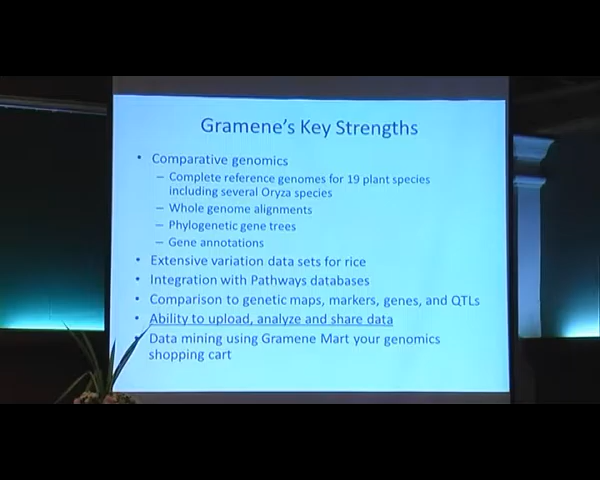 Gramene's Key Strengths
• Comparative genomics
– Complete reference genomes for 19 plant species
including several Oryza species
– Whole genome alignments
– Phylogenetic gene trees
– Gene annotations
• Extensive variation data sets for rice
• Integration with Pathways databases
• Comparison to genetic maps, markers, genes, and QTLs
• Ability to upload, analyze and share data
• Data mining using Gramene Mart your genomics
shopping cart